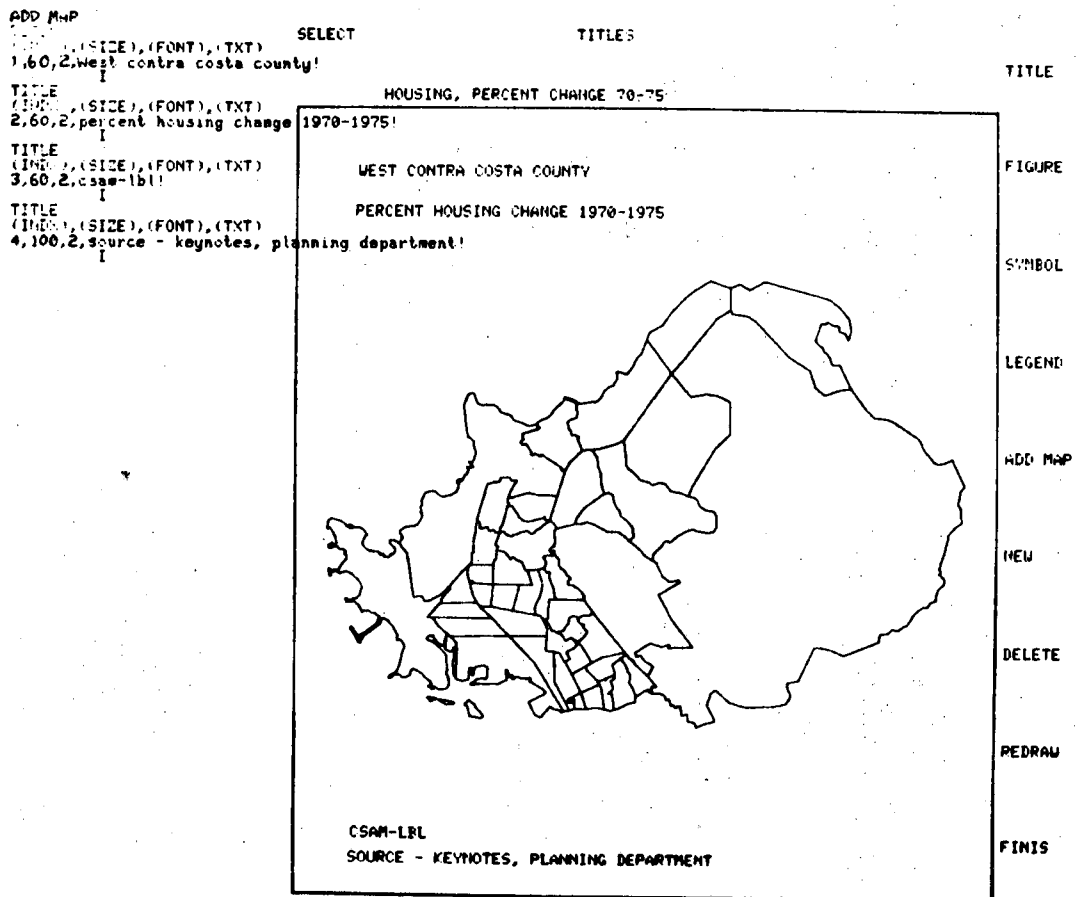 ADD MAP
,(SIZE),(FONT),(TXT)
1,60,2,West contra costa county!
I
TITLE
(INDX),(SIZE),(FONT),(TXT)
2,60,2,percent housing change 1970-1975!
I
TITLE
(INDX),(SIZE),(FONT),(TXT)
3,60,2,csam-lbl!
I
TITLE
(INDX),(SIZE),(FONT),(TXT)
4,100,2,source - keynotes, planning department!
I
SELECT TITLES
HOUSING, PERCENT CHANGE 70-75
WEST CONTRA COSTA COUNTY
PERCENT HOUSING CHANGE 1970-1975
CSAM-LBL
SOURCE - KEYNOTES, PLANNING DEPARTMENT
TITLE
FIGURE
SYMBOL
LEGEND
ADD MAP
NEW
DELETE
REDRAW
FINIS